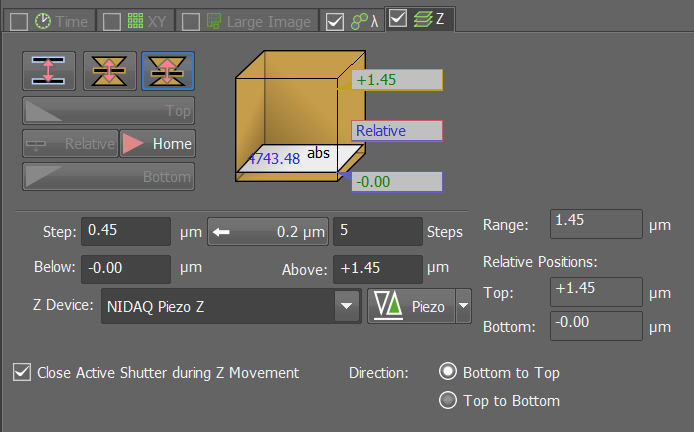 Time XY Large Image λ Z
+1.45
Top
Relative
Relative Home
4743.48 abs
Bottom
-0.00
Step: 0.45 µm 0.2 µm 5 Steps
Range: 1.45 µm
Below: -0.00 µm Above: +1.45 µm
Relative Positions:
Z Device: NIDAQ Piezo Z Piezo
Top: +1.45 µm
Bottom: -0.00 µm
Close Active Shutter during Z Movement Direction: Bottom to Top
Top to Bottom